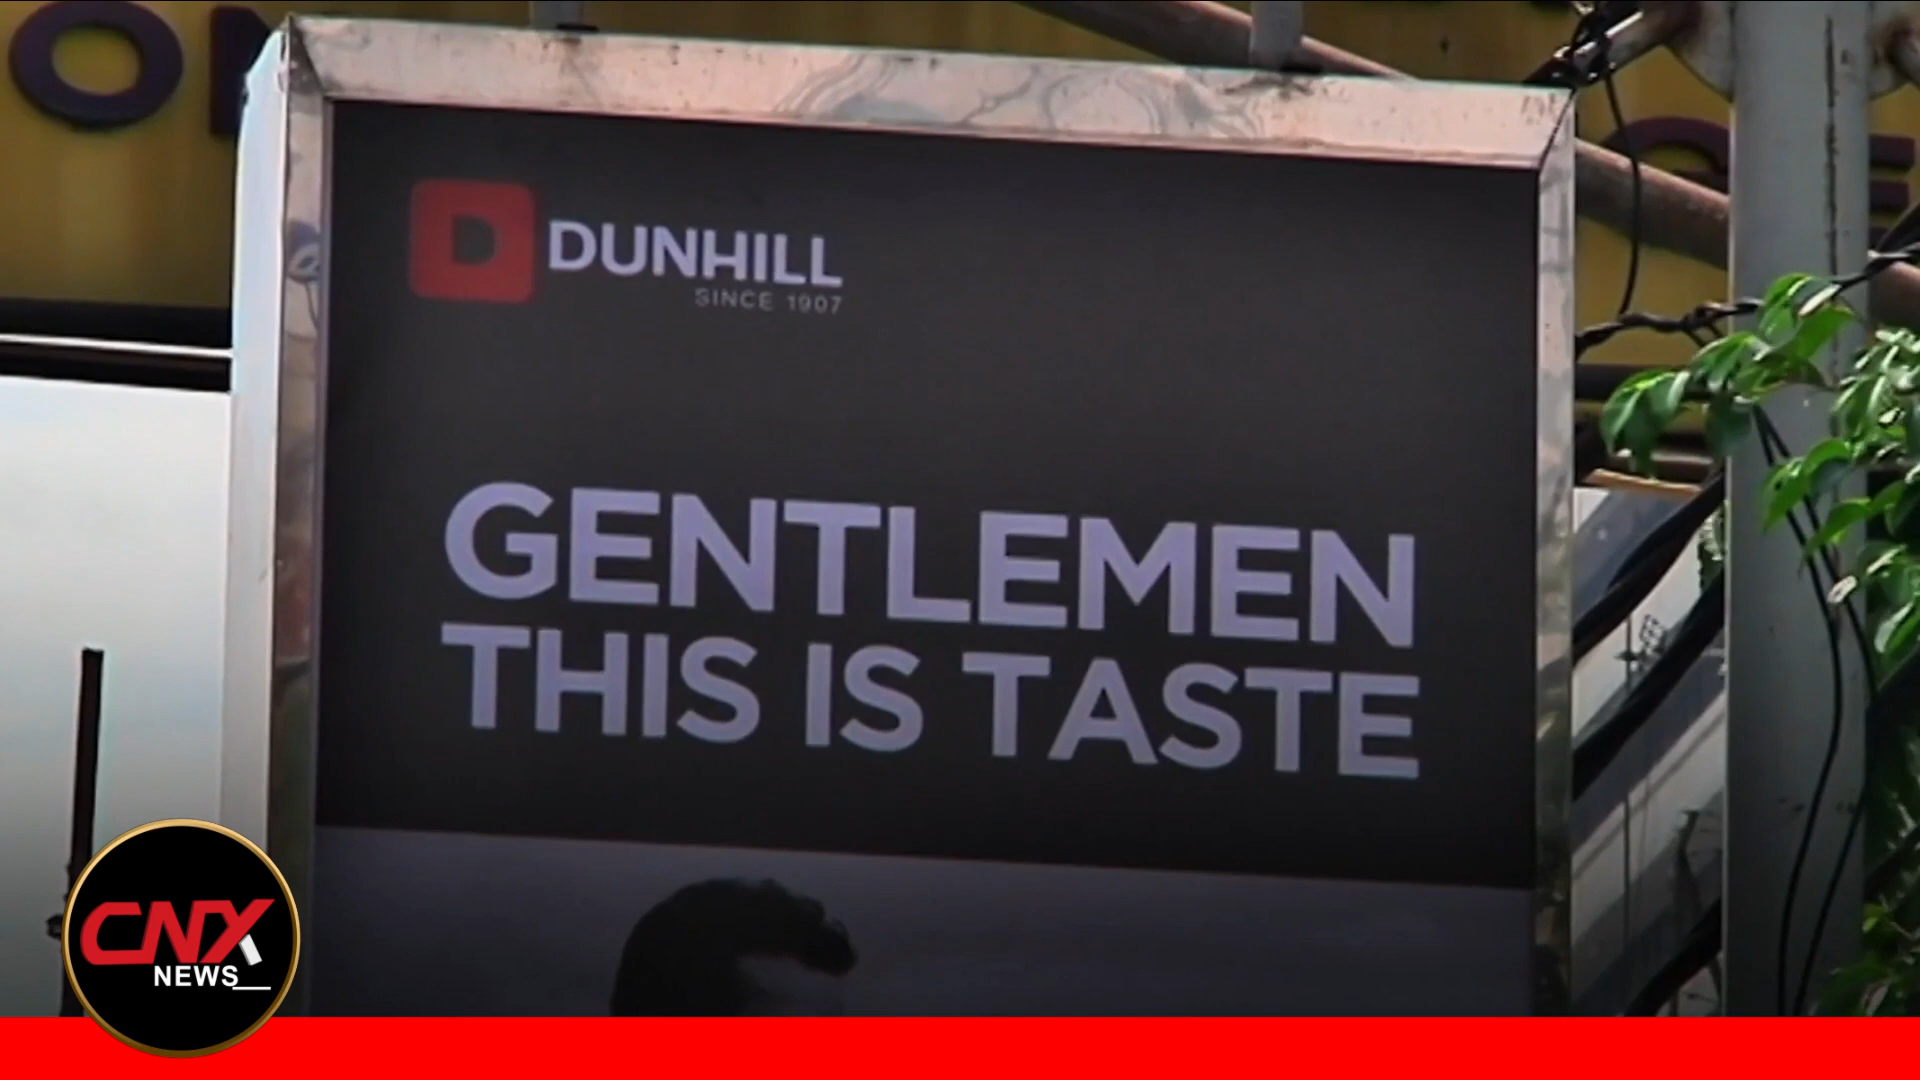 D DUNHILL
SINCE 1907
GENTLEMEN
THIS IS TASTE
CNX
NEWS